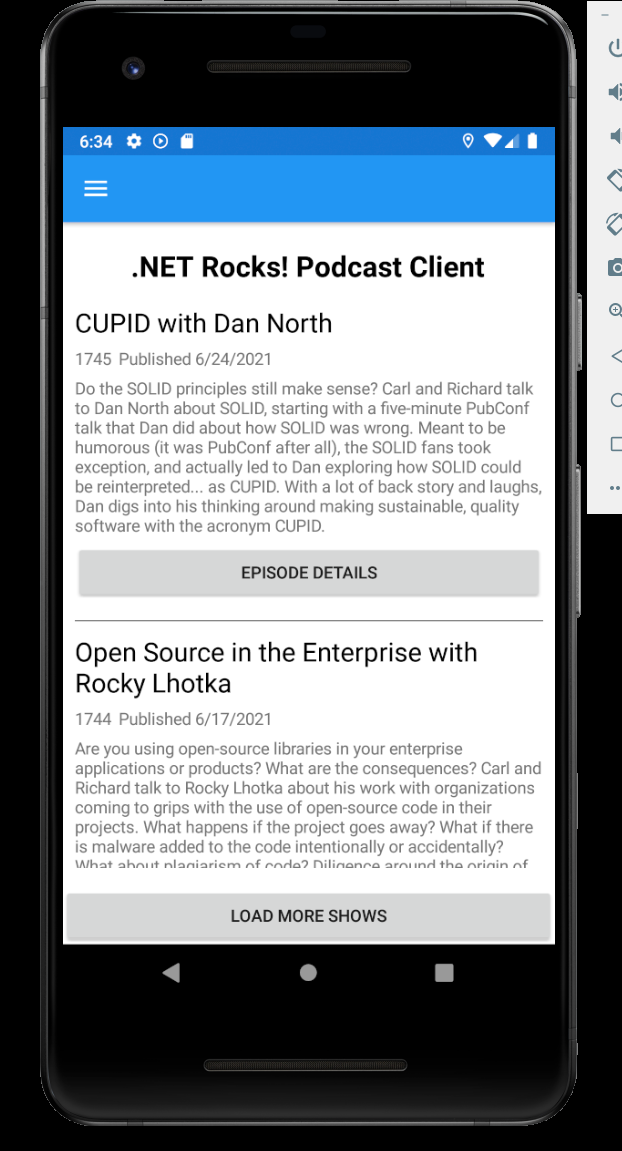 6:34
.NET Rocks! Podcast Client
CUPID with Dan North
1745 Published 6/24/2021
Do the SOLID principles still make sense? Carl and Richard talk
to Dan North about SOLID, starting with a five-minute PubConf
talk that Dan did about how SOLID was wrong. Meant to be
humorous (it was PubConf after all), the SOLID fans took
exception, and actually led to Dan exploring how SOLID could
be reinterpreted... as CUPID. With a lot of back story and laughs,
Dan digs into his thinking around making sustainable, quality
software with the acronym CUPID.
EPISODE DETAILS
Open Source in the Enterprise with
Rocky Lhotka
1744 Published 6/17/2021
Are you using open-source libraries in your enterprise
applications or products? What are the consequences? Carl and
Richard talk to Rocky Lhotka about his work with organizations
coming to grips with the use of open-source code in their
projects. What happens if the project goes away? What if there
is malware added to the code intentionally or accidentally?
What about plagiarism of code? Diligence around the origin of
LOAD MORE SHOWS